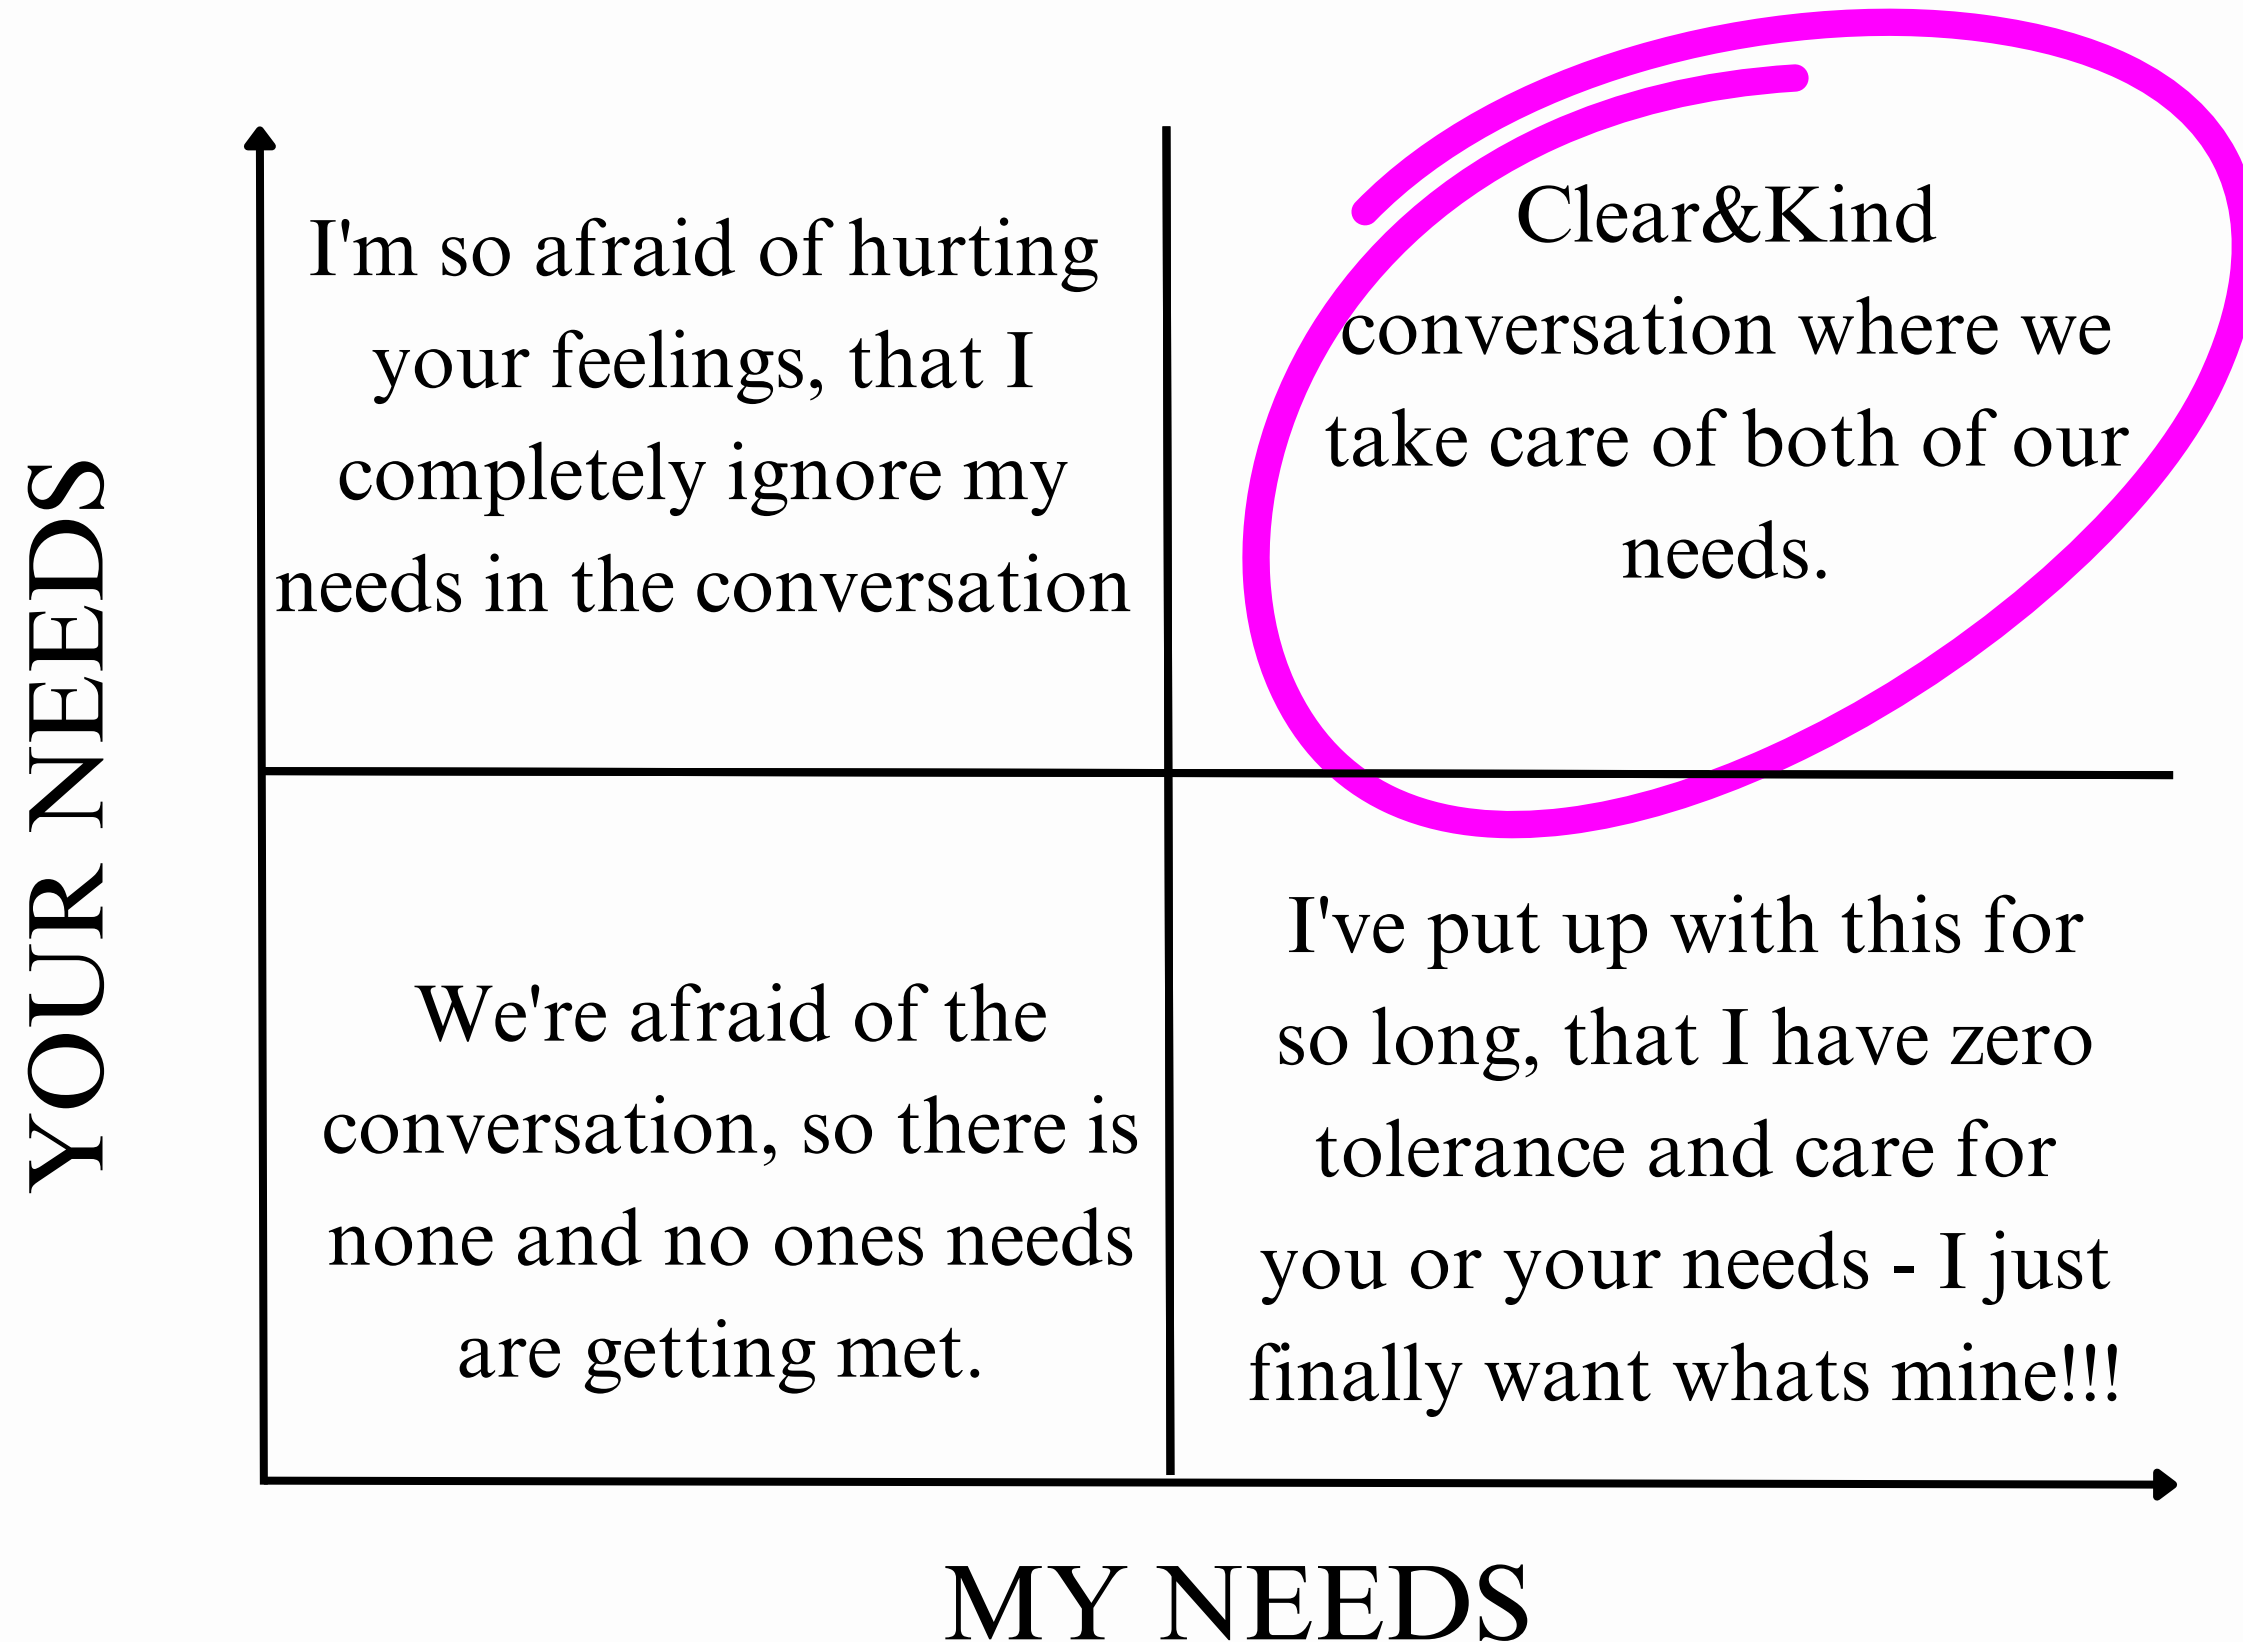 I'm so afraid of hurting
your feelings, that I
completely ignore my
needs in the conversation
Clear&Kind
conversation where we
take care of both of our
needs.
YOUR NEEDS
We're afraid of the
conversation, so there is
none and no ones needs
are getting met.
I've put up with this for
so long, that I have zero
tolerance and care for
you or your needs - I just
finally want whats mine!!!
MY NEEDS